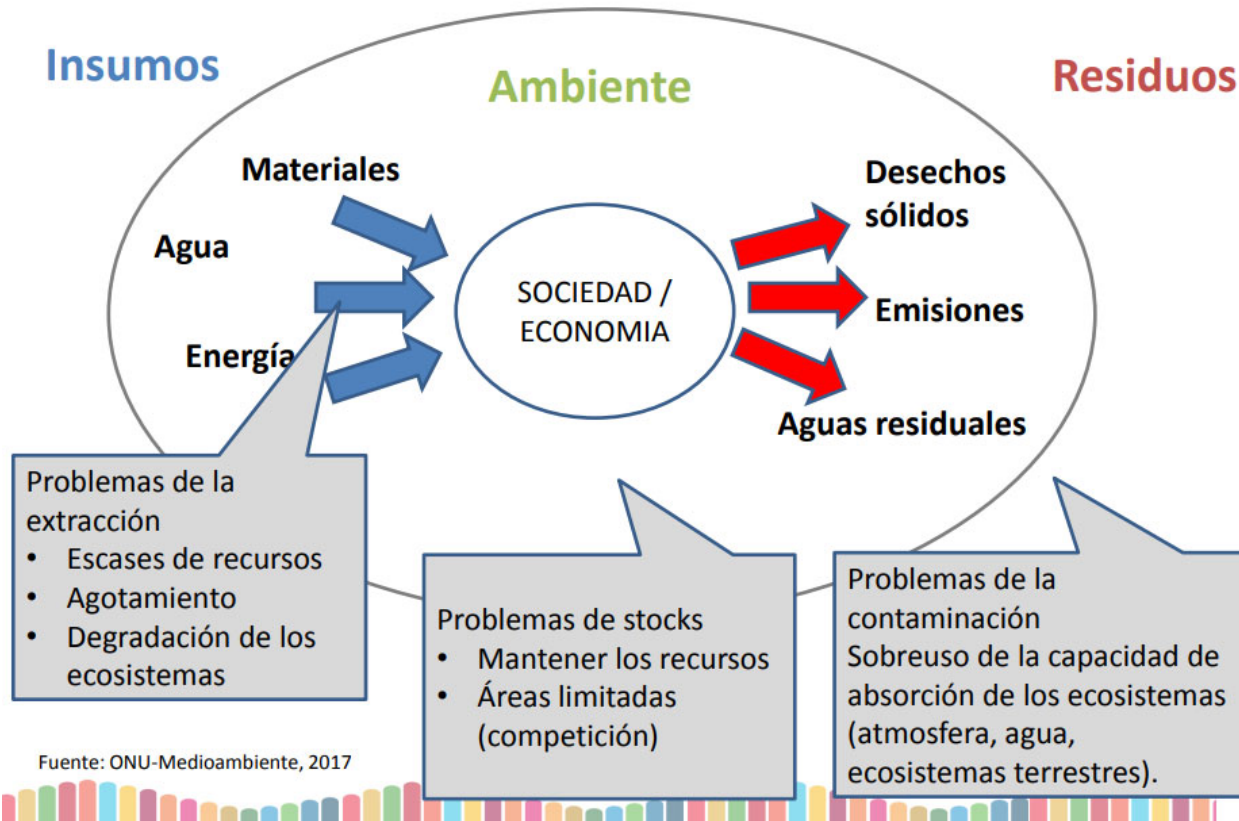 Insumos
Ambiente
Residuos
Materiales
Agua
Energía
SOCIEDAD /
ECONOMIA
Desechos
sólidos
Emisiones
Aguas residuales
Problemas de la
extracción
• Escases de recursos
• Agotamiento
• Degradación de los
ecosistemas
Problemas de stocks
• Mantener los recursos
• Áreas limitadas
(competición)
Problemas de la
contaminación
Sobreuso de la capacidad de
absorción de los ecosistemas
(atmosfera, agua,
ecosistemas terrestres).
Fuente: ONU-Medioambiente, 2017